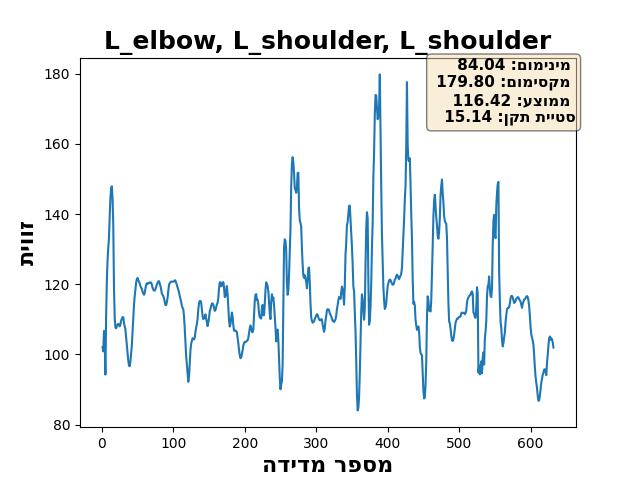 L_elbow, L_shoulder, L_shoulder
מינימום: 84.04
מקסימום: 179.80
ממוצע: 116.42
סטיית תקן: 15.14
180
160
140
120
100
80
זווית
0 100 200 300 400 500 600
מספר מדידה